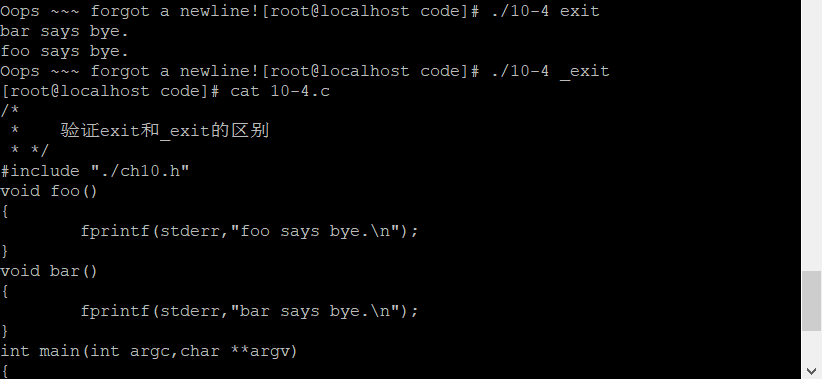 Oops ~~~ forgot a newline![root@localhost code]# ./10-4 exit
bar says bye.
foo says bye.
Oops ~~~ forgot a newline![root@localhost code]# ./10-4 _exit
[root@localhost code]# cat 10-4.c
/*
 *    验证exit和_exit的区别
 * */
#include "./ch10.h"
void foo()
{
        fprintf(stderr,"foo says bye.\n");
}
void bar()
{
        fprintf(stderr,"bar says bye.\n");
}
int main(int argc,char **argv)
{